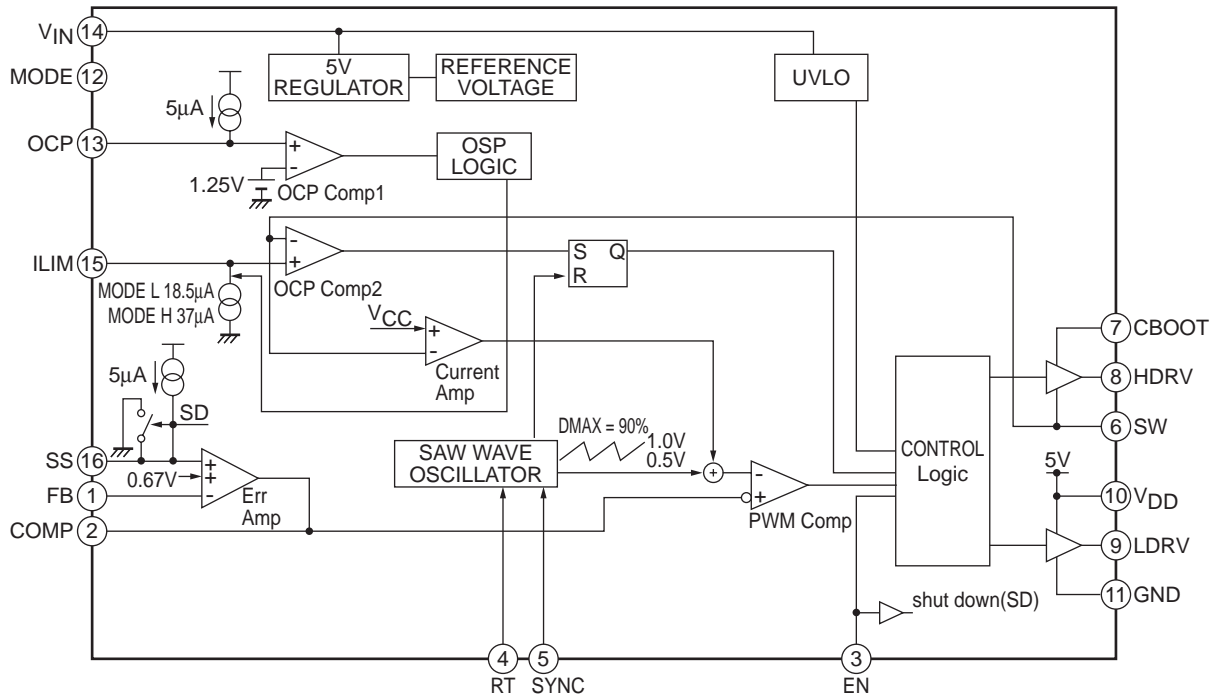 VIN 14
MODE 12
5V
REGULATOR
REFERENCE
VOLTAGE
UVLO
5μA
OCP 13
+
-
1.25V
OCP Comp1
OSP
LOGIC
ILIM 15
-
+
OCP Comp2
S Q
R
MODE L 18.5μA
MODE H 37μA
VCC
+
-
Current
Amp
5μA
SD
SS 16
0.67V
FB 1
COMP 2
+
+
-
Err
Amp
SAW WAVE
OSCILLATOR
DMAX = 90%
1.0V
0.5V
+
-
+
PWM Comp
CONTROL
Logic
7 CBOOT
8 HDRV
6 SW
5V
10 VDD
9 LDRV
11 GND
shut down(SD)
4
RT
5
SYNC
3
EN